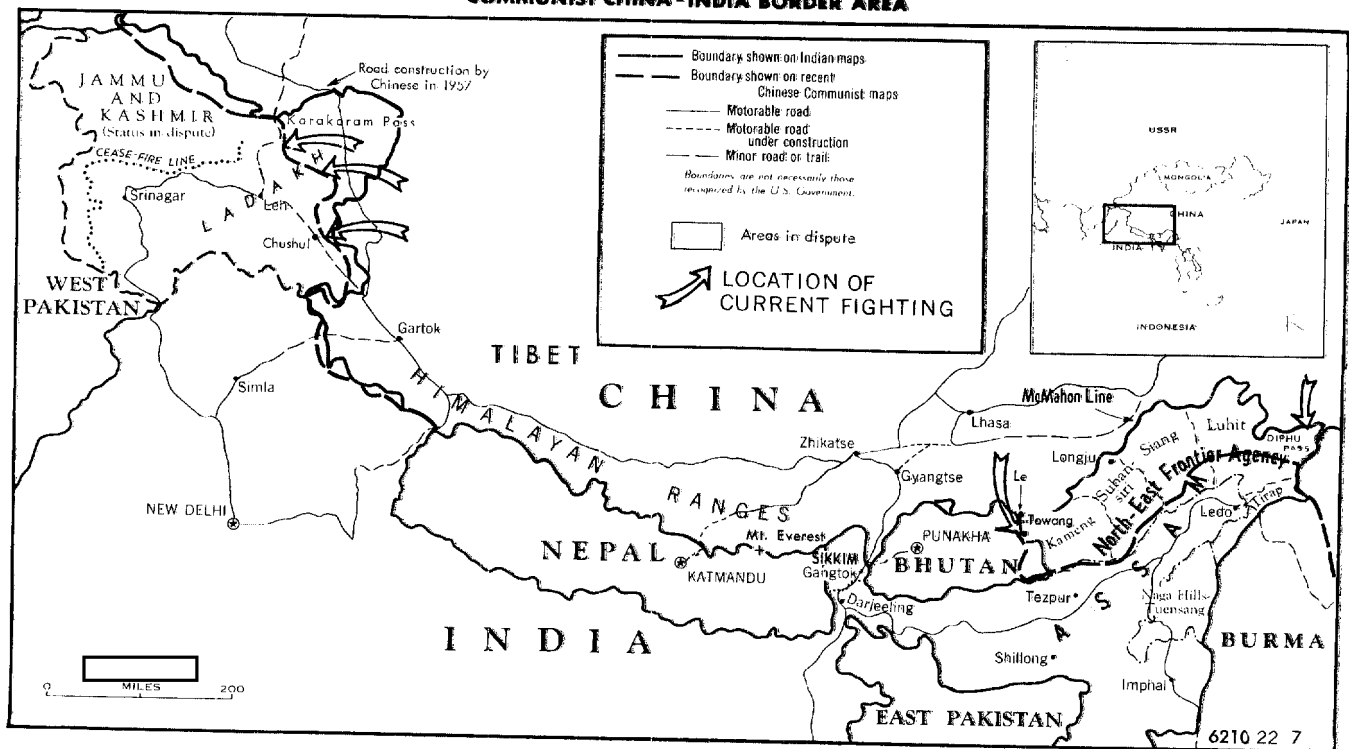 COMMUNIST CHINA-INDIA BORDER AREA
JAMMU
AND
KASHMIR
(Status in dispute)
CEASE-FIRE LINE
Road construction by
Chinese in 1957
Karakaram Pass
LADAKH
Srinagar
Leh
Chushul
WEST
PAKISTAN
Gartok
Simla
NEW DELHI
Boundary shown on Indian maps
Boundary shown on recent
Chinese Communist maps
Motorable road
Motorable road
under construction
Minor road or trail
Boundaries are not necessarily those
recognized by the U.S. Government.
Areas in dispute
LOCATION OF
CURRENT FIGHTING
USSR
MONGOLIA
CHINA
JAPAN
INDIA
INDONESIA
TIBET
CHINA
HIMALAYAN
RANGES
McMahon Line
Lhasa
Zhikatse
Gyangtse
Longju
Le
Towang
Kameng
Suban-
siri
Siang
Luhit
DIPHU
PASS
North-East Frontier Agency
Ledo
Tirap
NEPAL
Mt. Everest
KATMANDU
SIKKIM
Gangtok
PUNAKHA
BHUTAN
Darjeeling
Tezpur
ASSAM
Naga Hills-
Tuensang
INDIA
Shillong
Imphal
BURMA
EAST PAKISTAN
0 MILES 200
6210 22 7